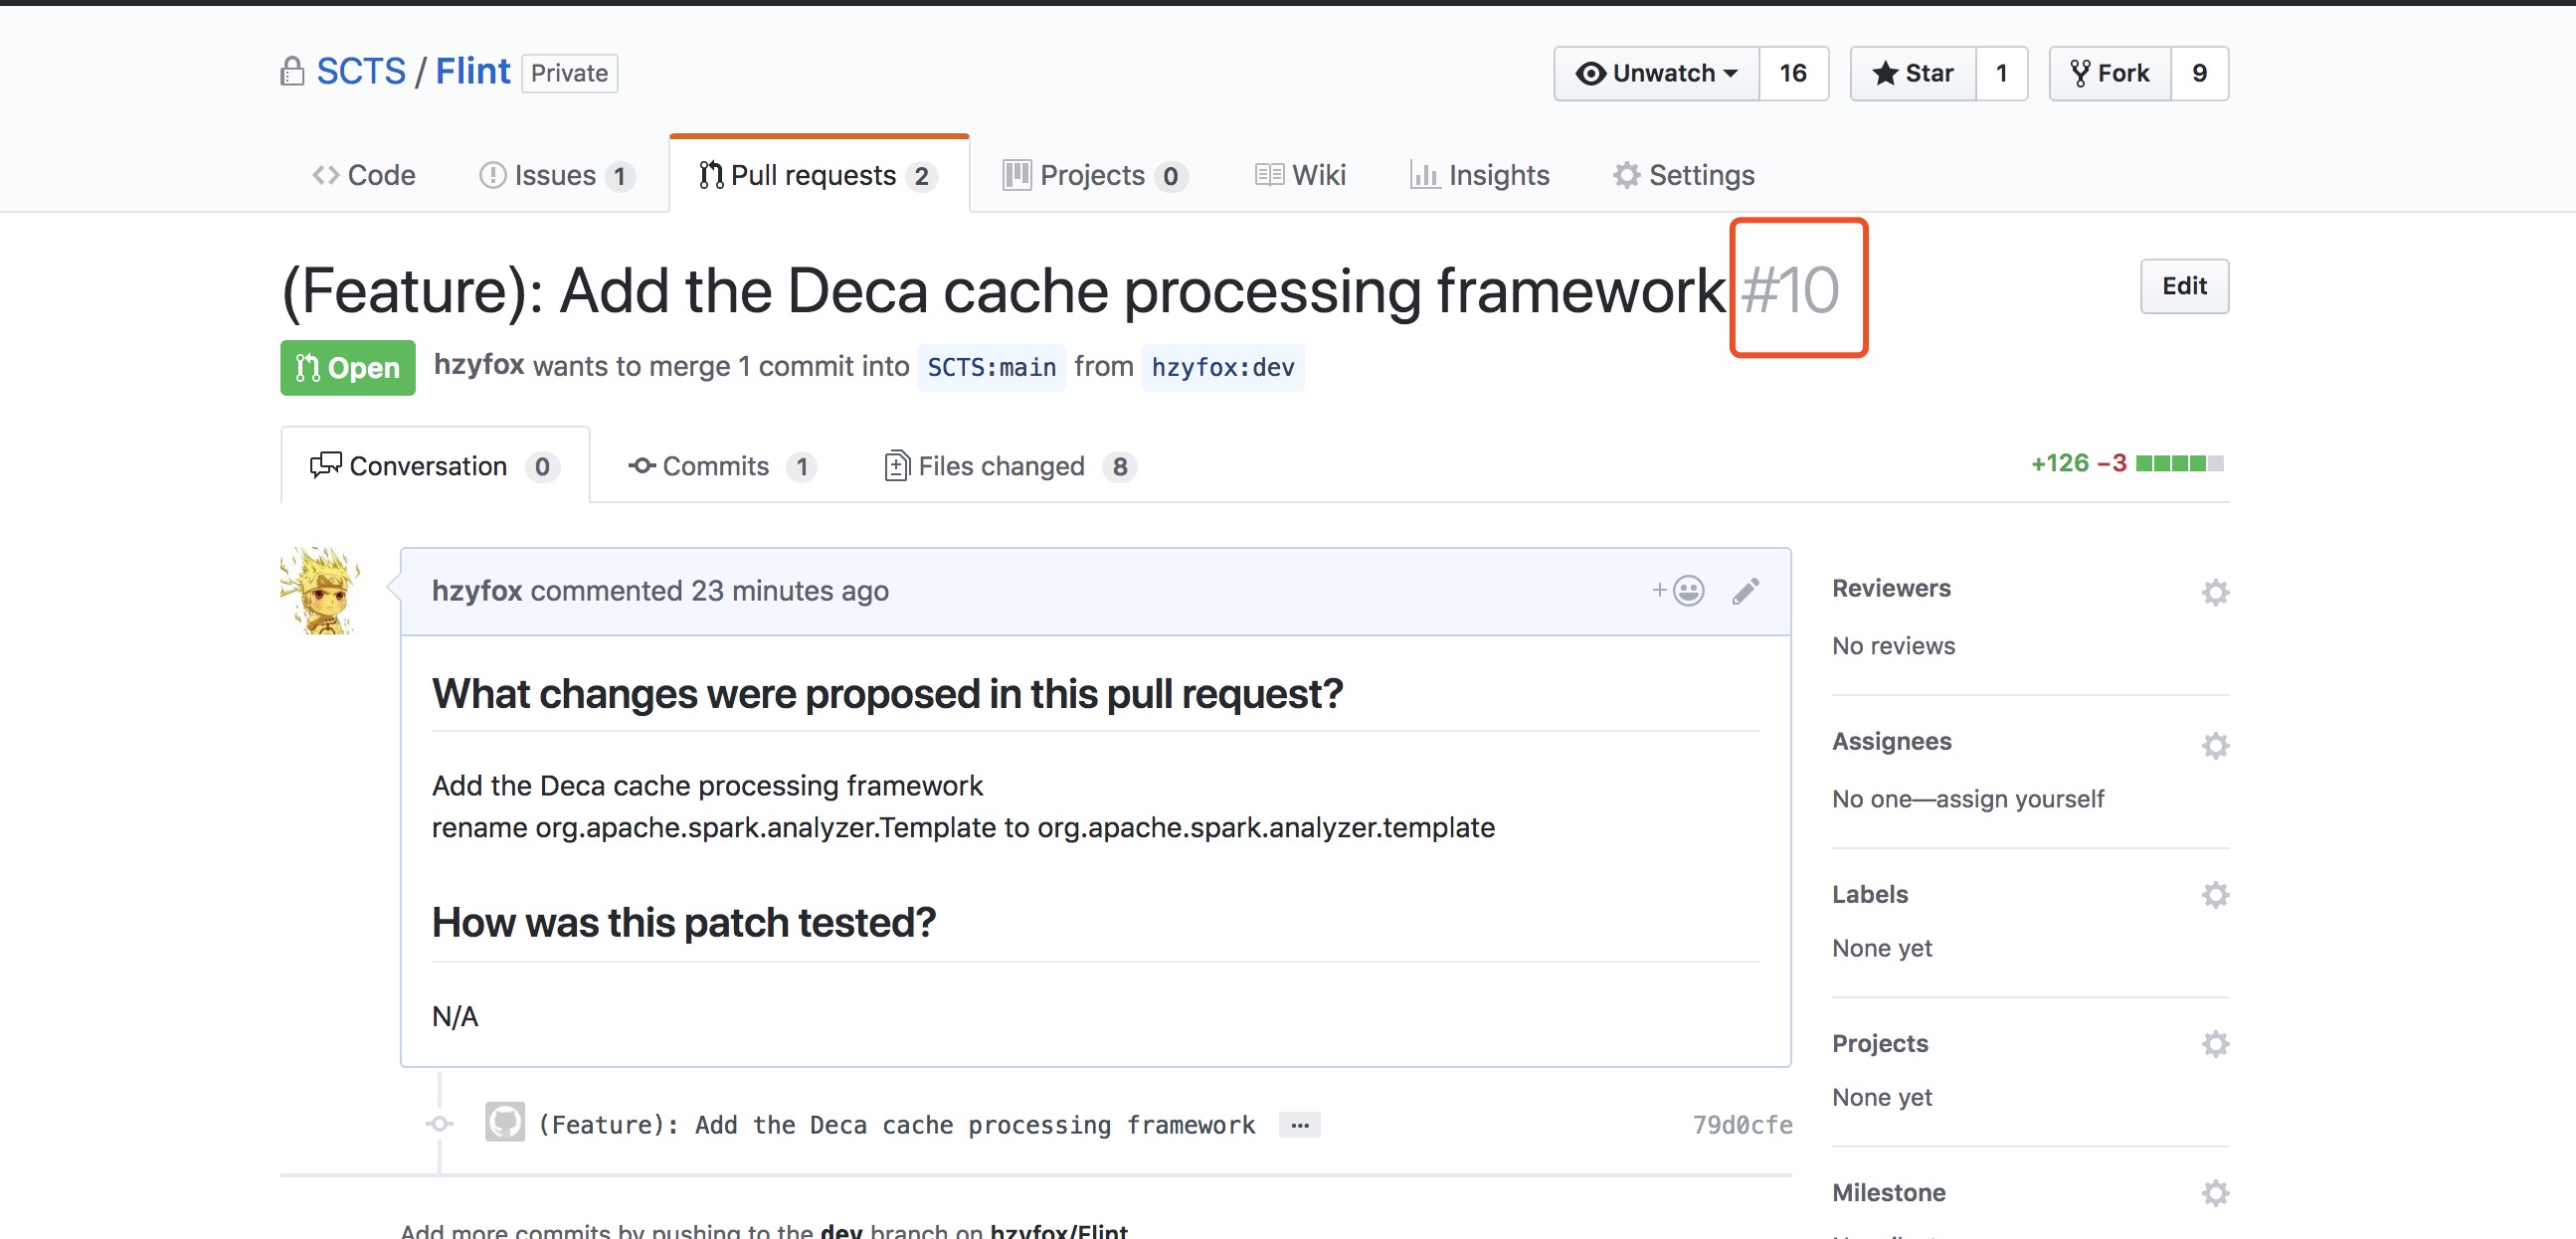 SCTS / Flint Private
Unwatch 16 Star 1 Fork 9
Code Issues 1 Pull requests 2 Projects 0 Wiki Insights Settings
(Feature): Add the Deca cache processing framework #10
Edit
Open hzyfox wants to merge 1 commit into SCTS:main from hzyfox:dev
Conversation 0 Commits 1 Files changed 8
+126 −3
hzyfox commented 23 minutes ago
What changes were proposed in this pull request?
Add the Deca cache processing framework
rename org.apache.spark.analyzer.Template to org.apache.spark.analyzer.template
How was this patch tested?
N/A
(Feature): Add the Deca cache processing framework … 79d0cfe
Add more commits by pushing to the dev branch on hzyfox/Flint
Reviewers
No reviews
Assignees
No one—assign yourself
Labels
None yet
Projects
None yet
Milestone